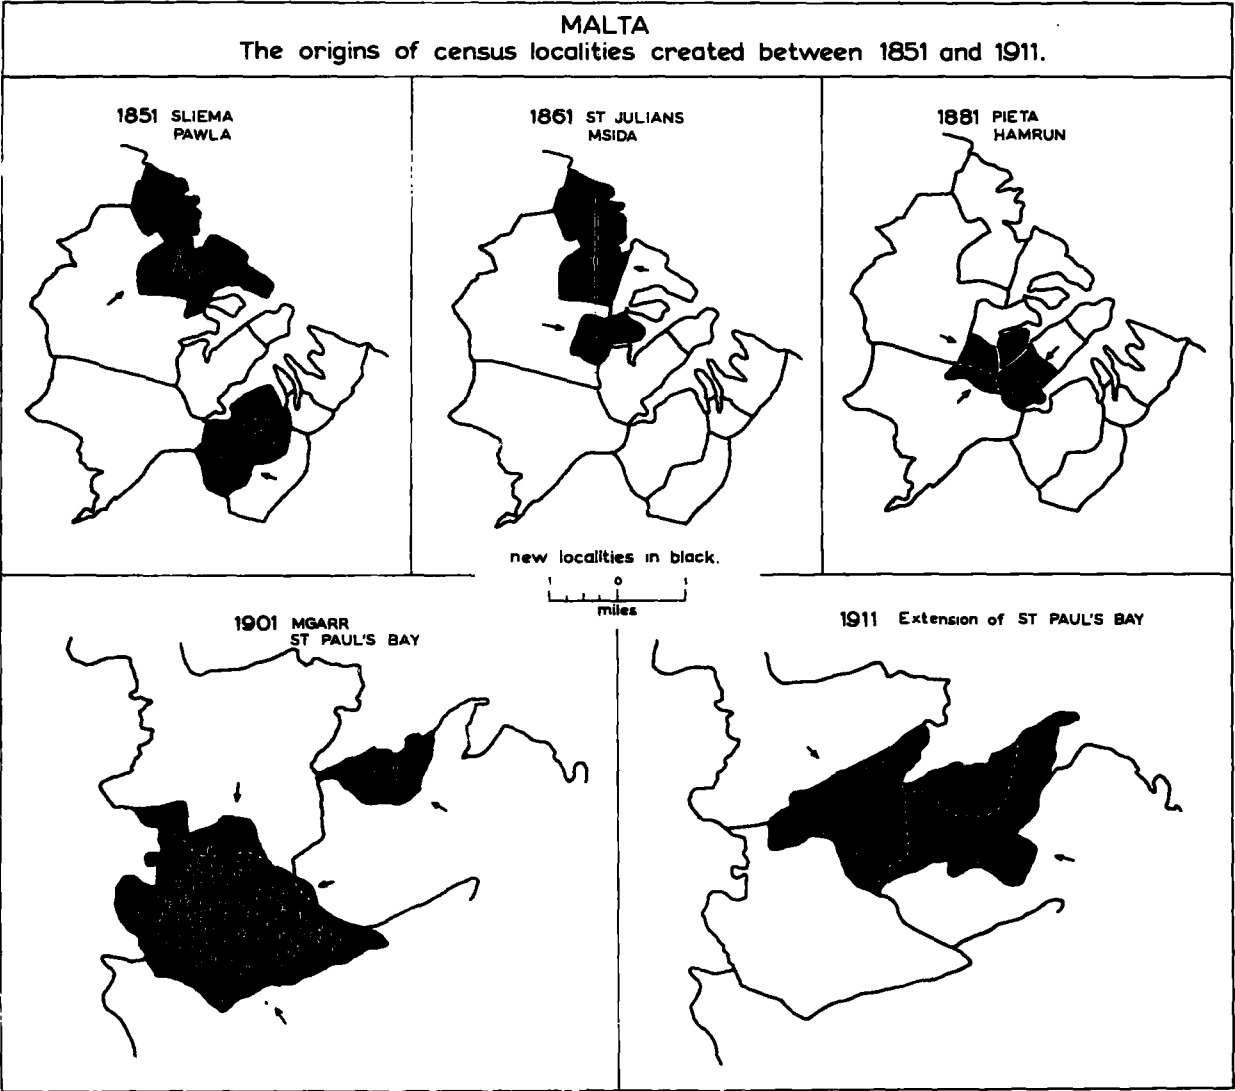 MALTA
The origins of census localities created between 1851 and 1911.
1851 SLIEMA
PAWLA
1861 ST JULIANS
MSIDA
1881 PIETA
HAMRUN
new localities in black.
1 0 1
miles
1901 MGARR
ST PAUL'S BAY
1911 Extension of ST PAUL'S BAY